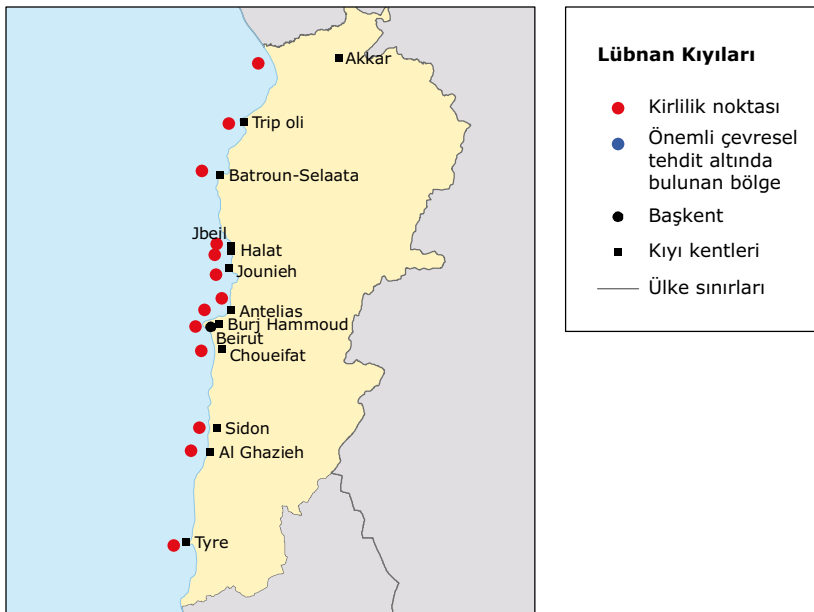 Akkar
Trip oli
Batroun-Selaata
Jbeil
Halat
Jounieh
Antelias
Burj Hammoud
Beirut
Choueifat
Sidon
Al Ghazieh
Tyre
Lübnan Kıyıları
Kirlilik noktası
Önemli çevresel
tehdit altında
bulunan bölge
Başkent
Kıyı kentleri
Ülke sınırları